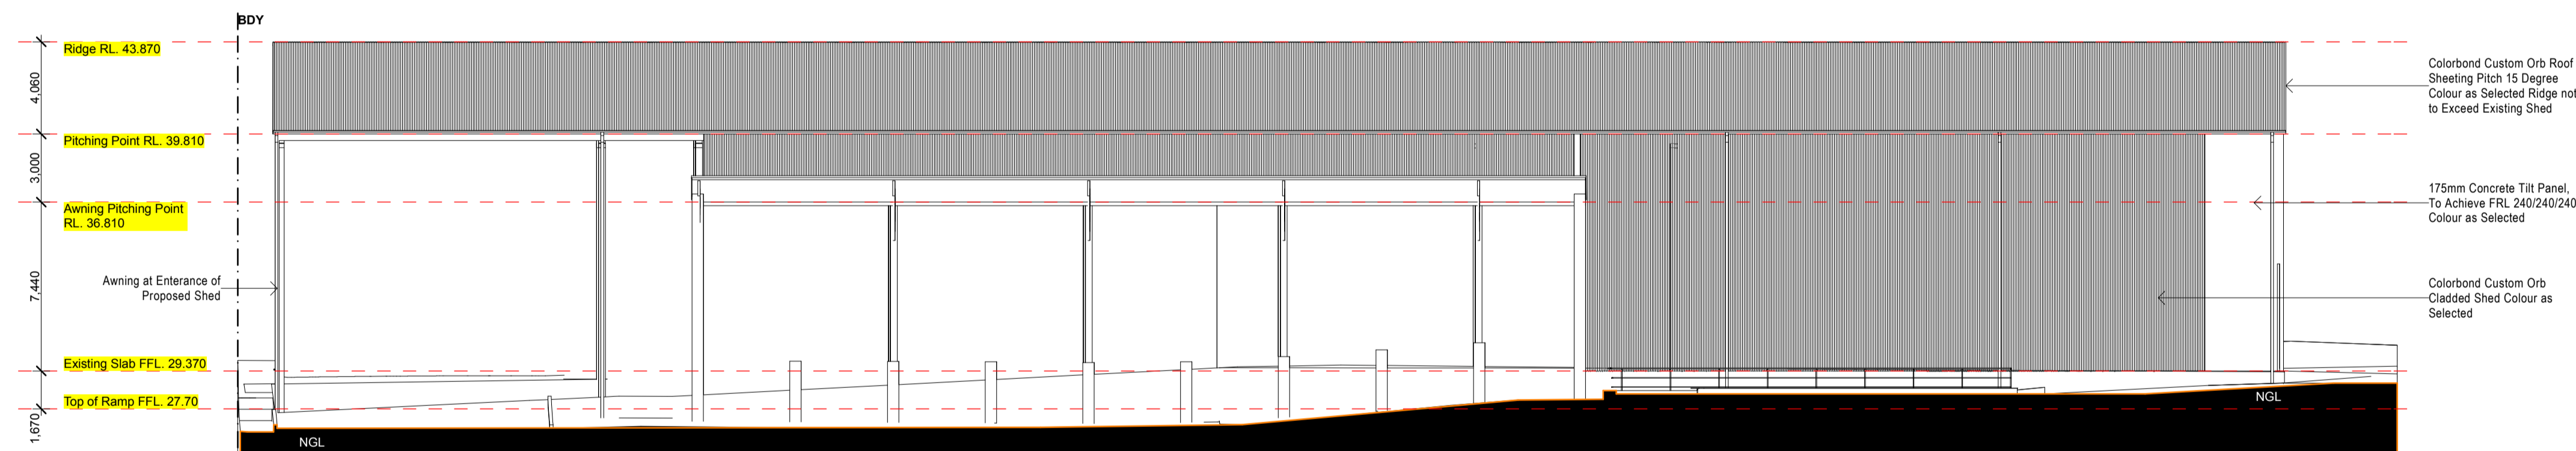 BDY
Ridge RL. 43.870
4,060
Pitching Point RL. 39.810
3,000
Awning Pitching Point
RL. 36.810
7,440
Awning at Enterance of
Proposed Shed
Existing Slab FFL. 29.370
Top of Ramp FFL. 27.70
1,670
NGL
NGL
Colorbond Custom Orb Roof
Sheeting Pitch 15 Degree
Colour as Selected Ridge not
to Exceed Existing Shed
175mm Concrete Tilt Panel,
To Achieve FRL 240/240/240
Colour as Selected
Colorbond Custom Orb
Cladded Shed Colour as
Selected